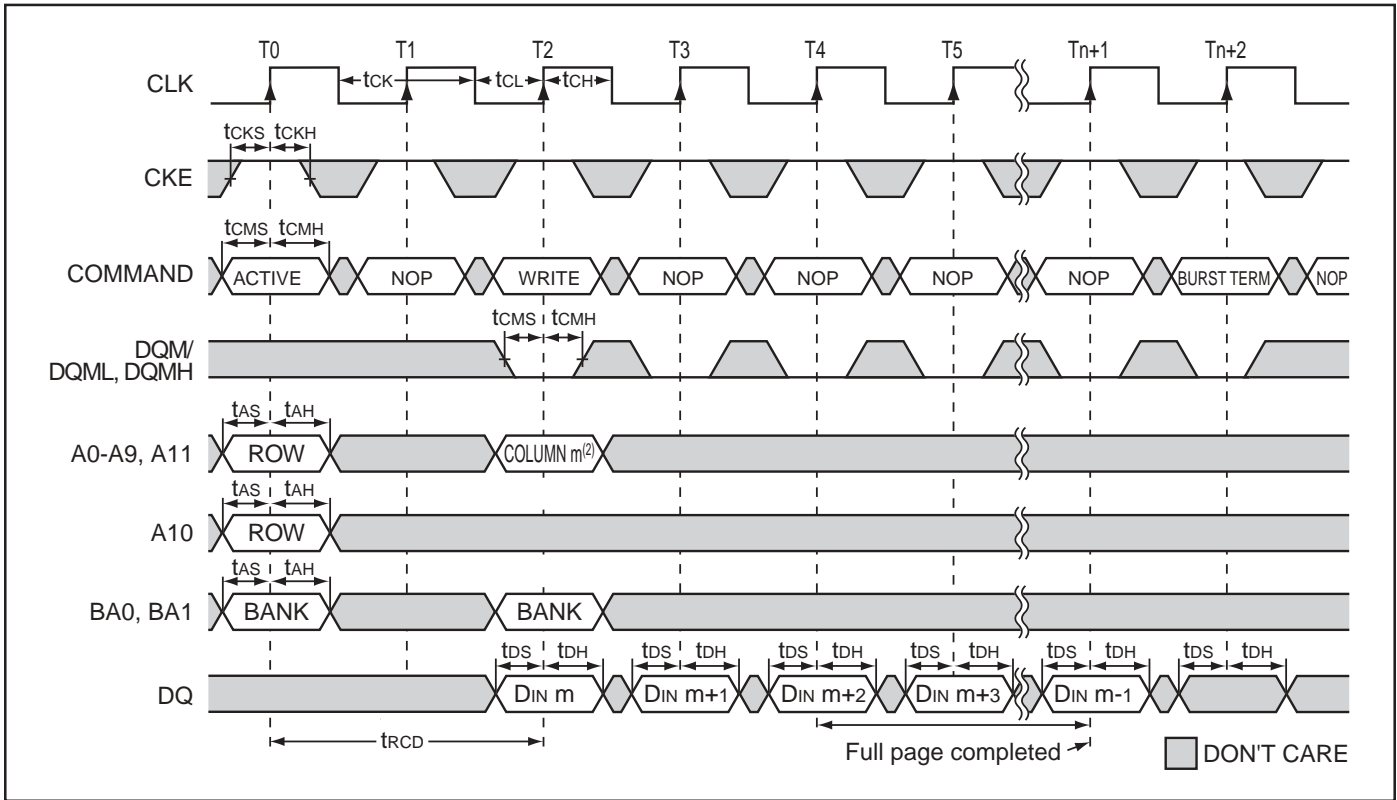 T0 T1 T2 T3 T4 T5 Tn+1 Tn+2
CLK tCK tCL tCH
tCKS tCKH
CKE
tCMS tCMH
COMMAND ACTIVE NOP WRITE NOP NOP NOP NOP BURST TERM NOP
tCMS tCMH
DQM/
DQML, DQMH
tAS tAH
A0-A9, A11 ROW COLUMN m(2)
tAS tAH
A10 ROW
tAS tAH
BA0, BA1 BANK BANK
tDS tDH tDS tDH tDS tDH tDS tDH tDS tDH tDS tDH
DQ DIN m DIN m+1 DIN m+2 DIN m+3 DIN m-1
tRCD
Full page completed
DON'T CARE